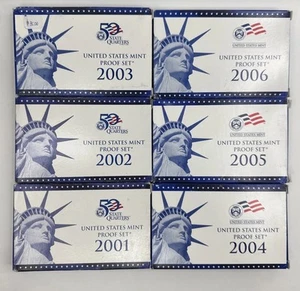 50
STATE
QUARTERS
UNITED STATES MINT
PROOF SET
2003
UNITED STATES MINT
PROOF SET
2006
50
STATE
QUARTERS
UNITED STATES MINT
PROOF SET
2002
UNITED STATES MINT
PROOF SET
2005
50
STATE
QUARTERS
UNITED STATES MINT
PROOF SET
2001
UNITED STATES MINT
PROOF SET
2004